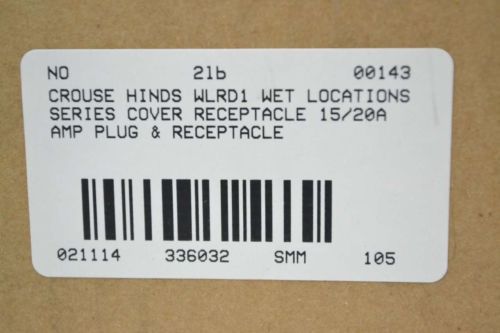 NO 2lb 00143
CROUSE HINDS WLRD1 WET LOCATIONS
SERIES COVER RECEPTACLE 15/20A
AMP PLUG & RECEPTACLE
021114 336032 SMM 105